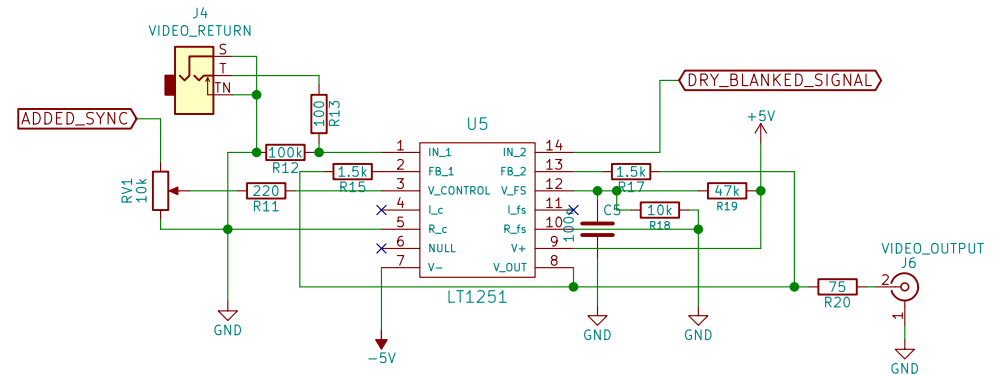 J4
VIDEO_RETURN
S
T
TN
ADDED_SYNC
RV1
10k
100
R13
100k
R12
1.5k
R15
220
R11
U5
1 IN_1
2 FB_1
3 V_CONTROL
4 I_c
5 R_c
6 NULL
7 V-
IN_2 14
FB_2 13
V_FS 12
I_fs 11
R_fs 10
V+ 9
V_OUT 8
LT1251
DRY_BLANKED_SIGNAL
+5V
1.5k
R17
47k
R19
10k
R18
C5
VIDEO_OUTPUT
J6
2
1
75
R20
GND
-5V
GND
GND
GND